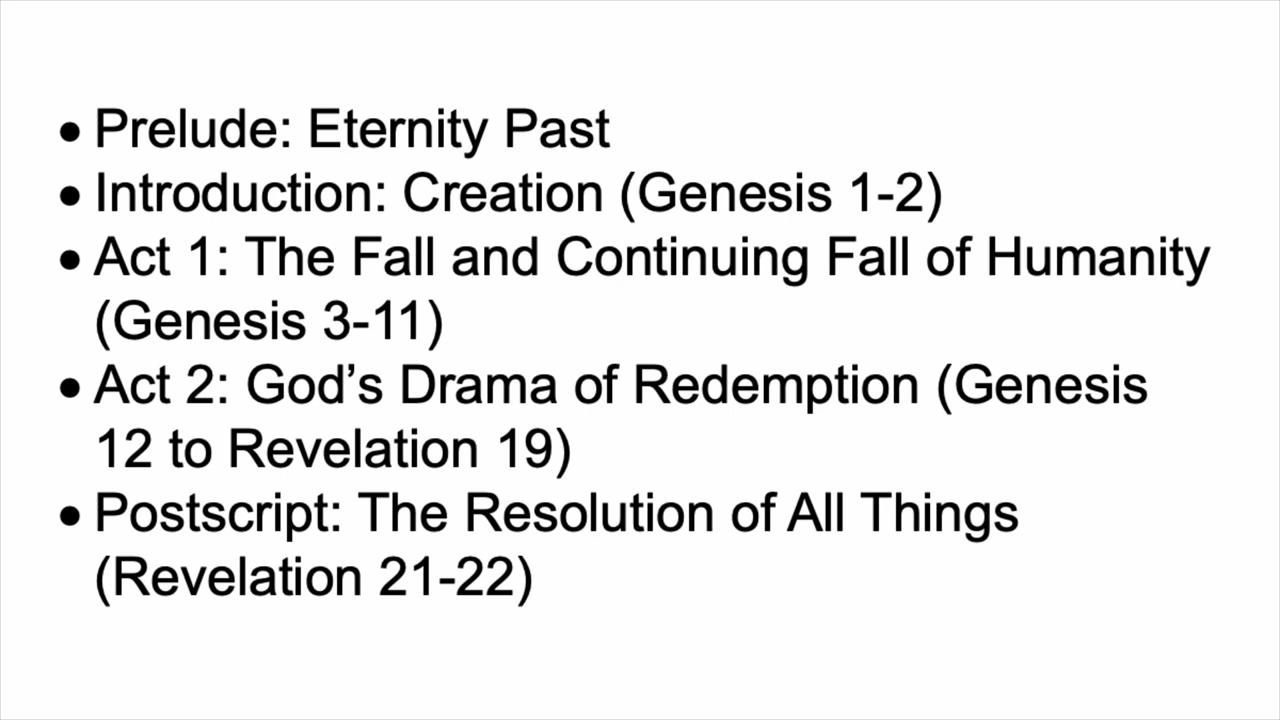 • Prelude: Eternity Past
• Introduction: Creation (Genesis 1-2)
• Act 1: The Fall and Continuing Fall of Humanity
(Genesis 3-11)
• Act 2: God’s Drama of Redemption (Genesis
12 to Revelation 19)
• Postscript: The Resolution of All Things
(Revelation 21-22)